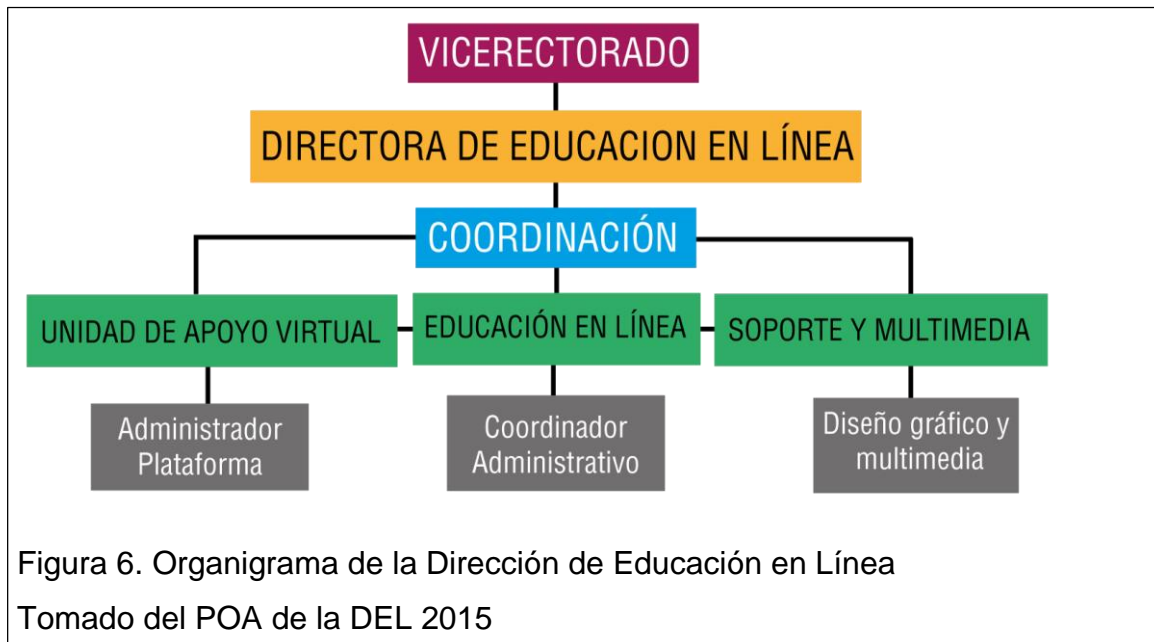 VICERECTORADO
DIRECTORA DE EDUCACION EN LÍNEA
COORDINACIÓN
UNIDAD DE APOYO VIRTUAL
EDUCACIÓN EN LÍNEA
SOPORTE Y MULTIMEDIA
Administrador
Plataforma
Coordinador
Administrativo
Diseño gráfico y
multimedia
Figura 6. Organigrama de la Dirección de Educación en Línea
Tomado del POA de la DEL 2015